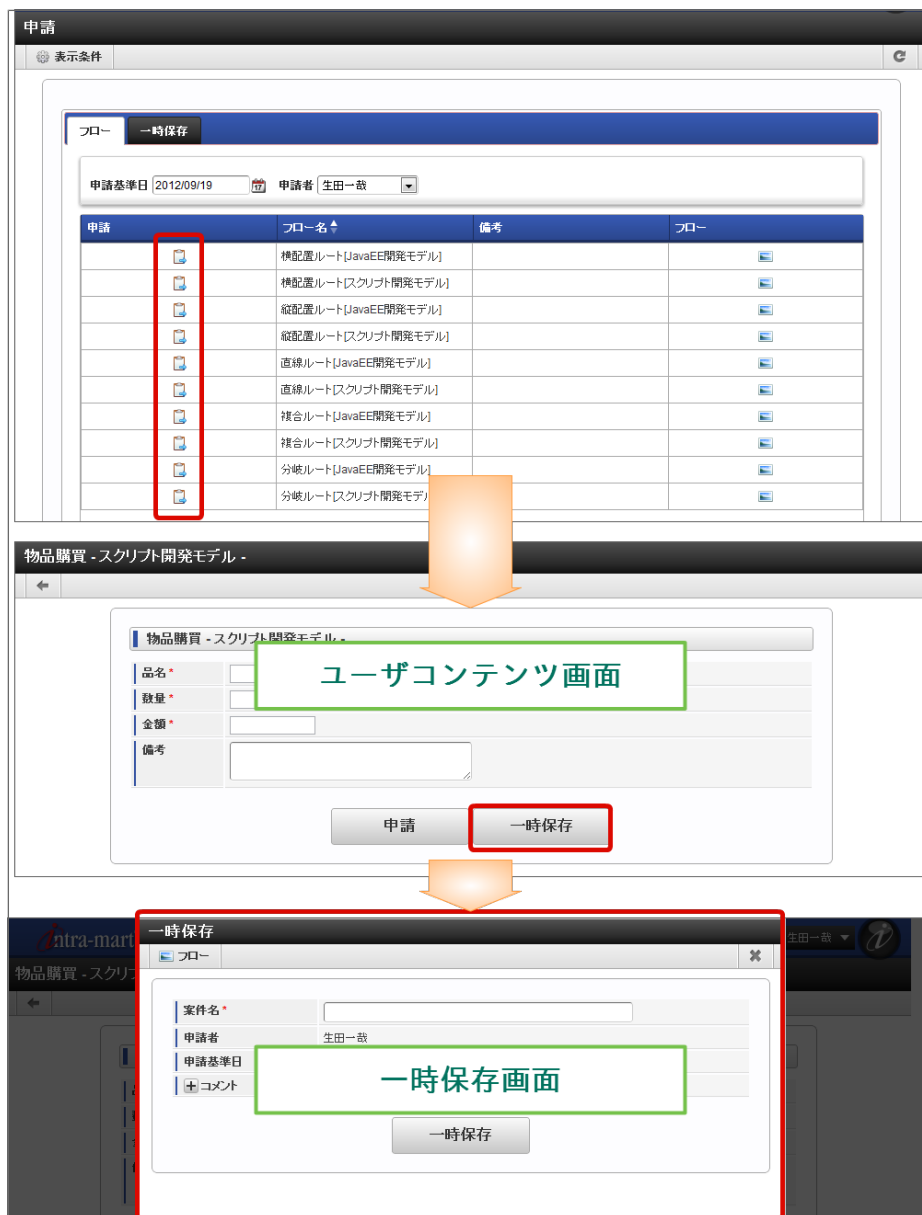 申請
表示条件
フロー 一時保存
申請基準日 2012/09/19 17 申請者 生田一哉
申請 フロー名 備考 フロー
横配置ルート[JavaEE開発モデル]
横配置ルート[スクリプト開発モデル]
縦配置ルート[JavaEE開発モデル]
縦配置ルート[スクリプト開発モデル]
直線ルート[JavaEE開発モデル]
直線ルート[スクリプト開発モデル]
複合ルート[JavaEE開発モデル]
複合ルート[スクリプト開発モデル]
分岐ルート[JavaEE開発モデル]
分岐ルート[スクリプト開発モデ
物品購買 - スクリプト開発モデル -
物品購買 - スクリプト開発モデル -
ユーザコンテンツ画面
品名*
数量*
金額*
備考
申請 一時保存
intra-mart 一時保存 生田一哉
物品購買 - スクリ フロー
案件名*
申請者 生田一哉
申請基準日
一時保存画面
コメント
一時保存